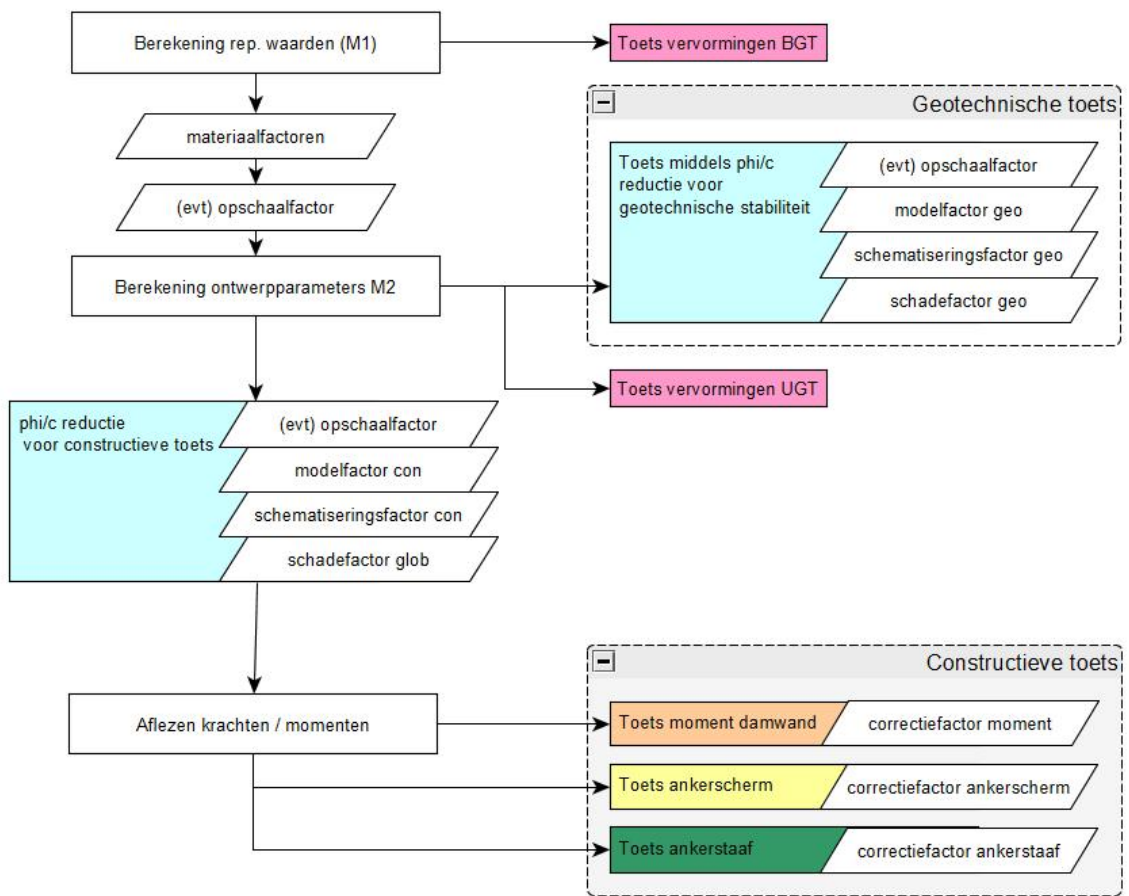 Berekening rep. waarden (M1)
Toets vervormingen BGT
materiaalfactoren
(evt) opschaalfactor
Berekening ontwerpparameters M2
Geotechnische toets
Toets middels phi/c
reductie voor
geotechnische stabiliteit
(evt) opschaalfactor
modelfactor geo
schematiseringsfactor geo
schadefactor geo
Toets vervormingen UGT
phi/c reductie
voor constructieve toets
(evt) opschaalfactor
modelfactor con
schematiseringsfactor con
schadefactor glob
Aflezen krachten / momenten
Constructieve toets
Toets moment damwand
correctiefactor moment
Toets ankerscherm
correctiefactor ankerscherm
Toets ankerstaaf
correctiefactor ankerstaaf